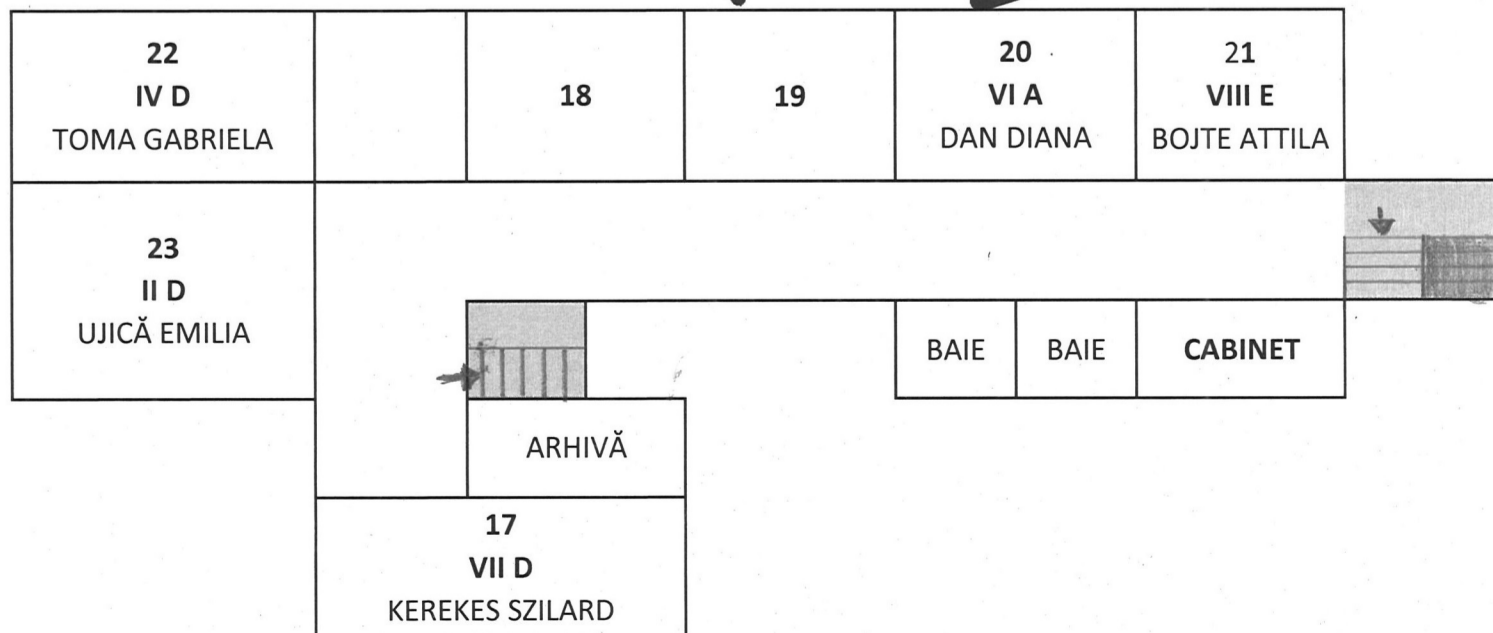 22
IV D
TOMA GABRIELA
18
19
20
VI A
DAN DIANA
21
VIII E
BOJTE ATTILA
23
II D
UJICĂ EMILIA
BAIE
BAIE
CABINET
ARHIVĂ
17
VII D
KEREKES SZILARD